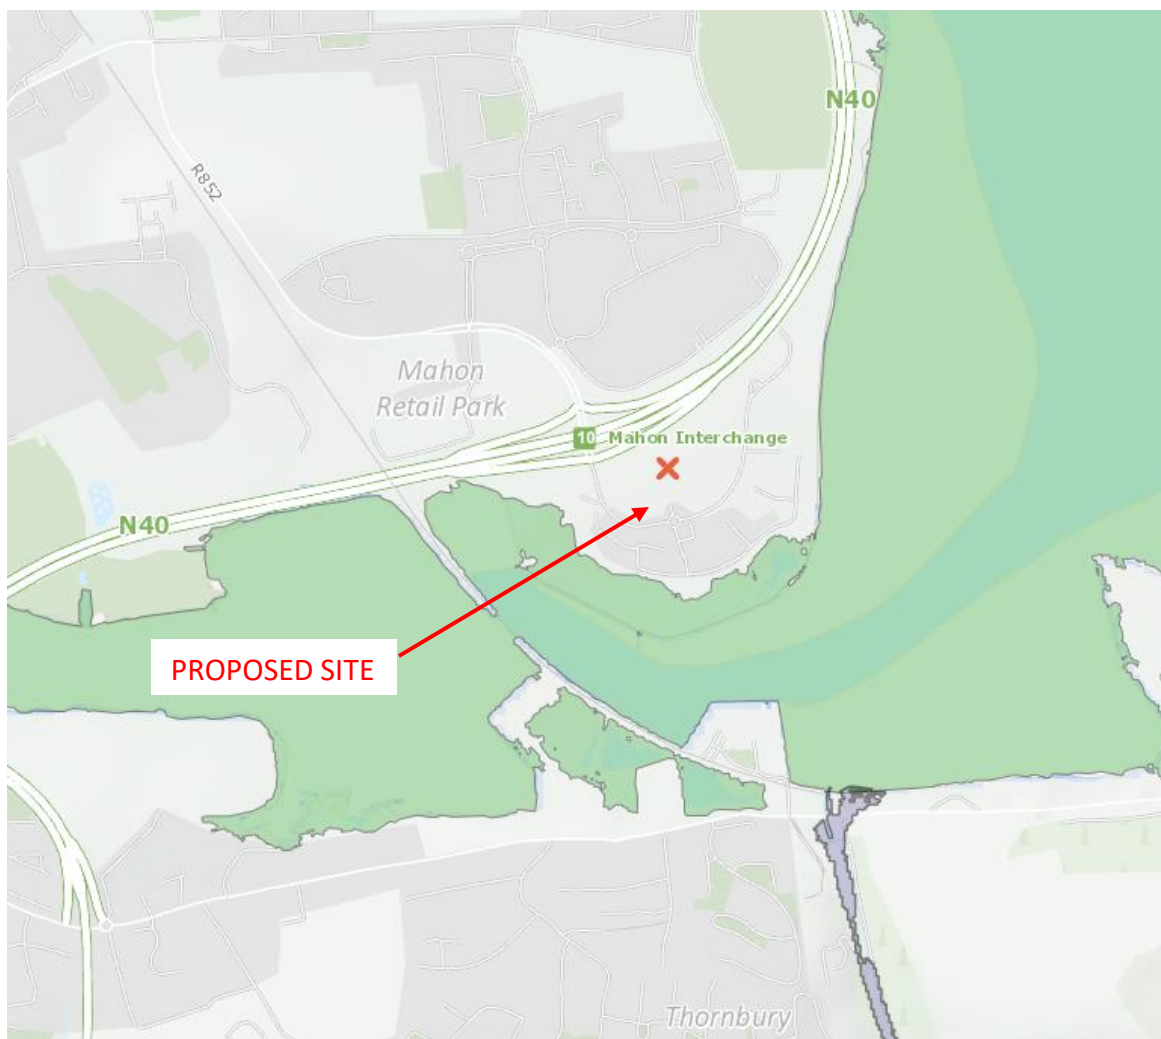 N40
R852
Mahon
Retail Park
10 Mahon Interchange
N40
PROPOSED SITE
Thornbury